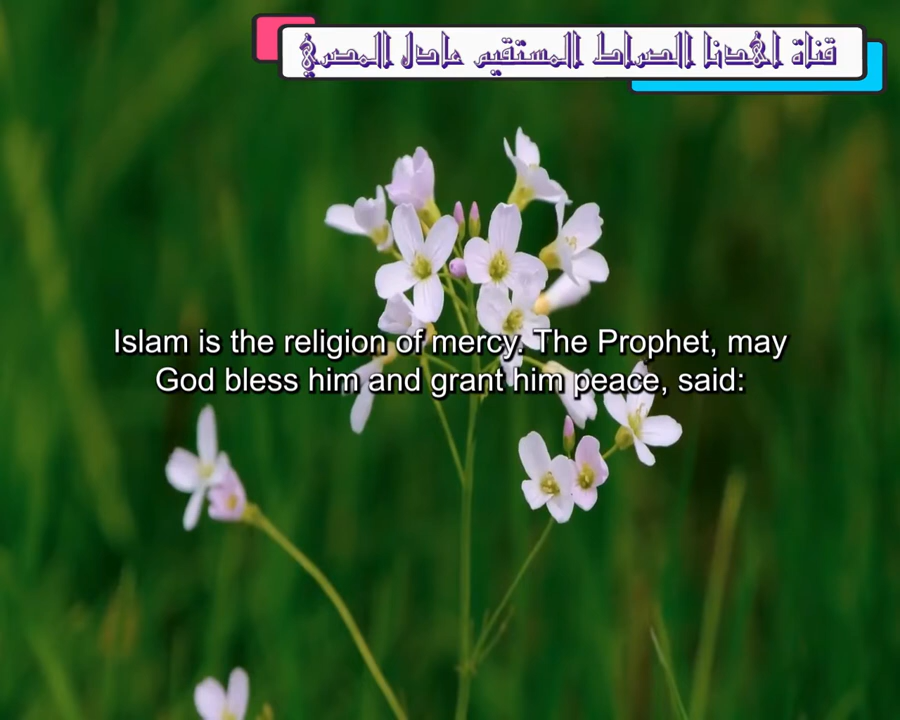 قناة اهدنا الصراط المستقيم عادل المصري
Islam is the religion of mercy. The Prophet, may
God bless him and grant him peace, said: